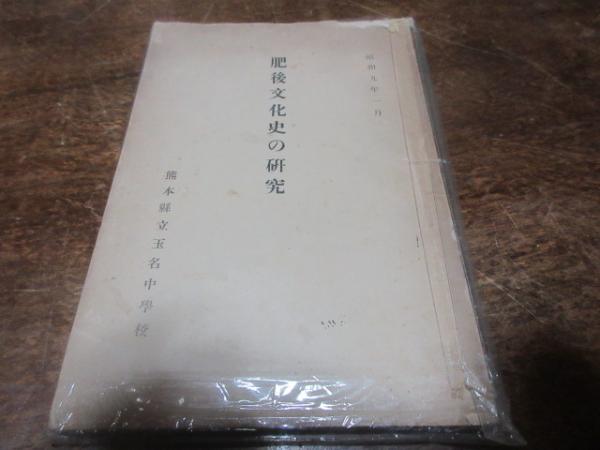 昭和九年一月
肥後文化史の研究
熊本縣立玉名中學校